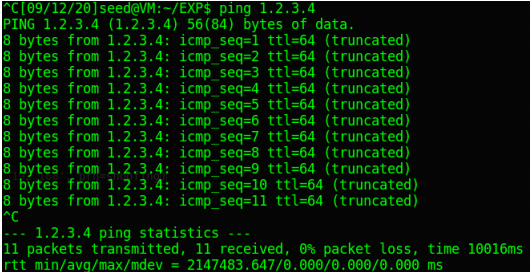 ^C[09/12/20]seed@VM:~/EXP$ ping 1.2.3.4
PING 1.2.3.4 (1.2.3.4) 56(84) bytes of data.
8 bytes from 1.2.3.4: icmp_seq=1 ttl=64 (truncated)
8 bytes from 1.2.3.4: icmp_seq=2 ttl=64 (truncated)
8 bytes from 1.2.3.4: icmp_seq=3 ttl=64 (truncated)
8 bytes from 1.2.3.4: icmp_seq=4 ttl=64 (truncated)
8 bytes from 1.2.3.4: icmp_seq=5 ttl=64 (truncated)
8 bytes from 1.2.3.4: icmp_seq=6 ttl=64 (truncated)
8 bytes from 1.2.3.4: icmp_seq=7 ttl=64 (truncated)
8 bytes from 1.2.3.4: icmp_seq=8 ttl=64 (truncated)
8 bytes from 1.2.3.4: icmp_seq=9 ttl=64 (truncated)
8 bytes from 1.2.3.4: icmp_seq=10 ttl=64 (truncated)
8 bytes from 1.2.3.4: icmp_seq=11 ttl=64 (truncated)
^C
--- 1.2.3.4 ping statistics ---
11 packets transmitted, 11 received, 0% packet loss, time 10016ms
rtt min/avg/max/mdev = 2147483.647/0.000/0.000/0.000 ms